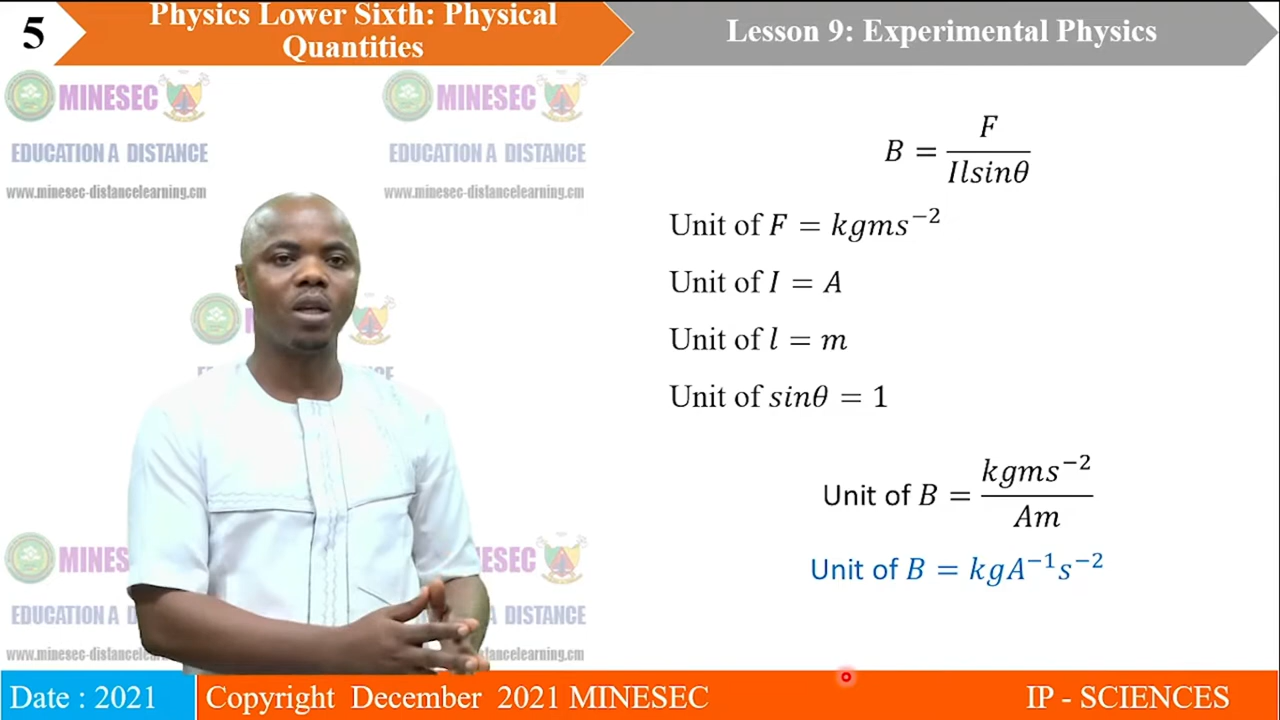 5
Physics Lower Sixth: Physical
Quantities
Lesson 9: Experimental Physics
MINESEC
MINESEC
EDUCATION A DISTANCE
EDUCATION A DISTANCE
www.minesec-distancelearning.cm
www.minesec-distancelearning.cm
B = F / Ilsinθ
Unit of F = kgms⁻²
Unit of I = A
Unit of l = m
Unit of sinθ = 1
Unit of B = kgms⁻² / Am
Unit of B = kgA⁻¹s⁻²
MINES
ESEC
EDUCATION A D
DISTANCE
www.minesec-distancele
stancelearning.cm
Date : 2021
Copyright December 2021 MINESEC
IP - SCIENCES